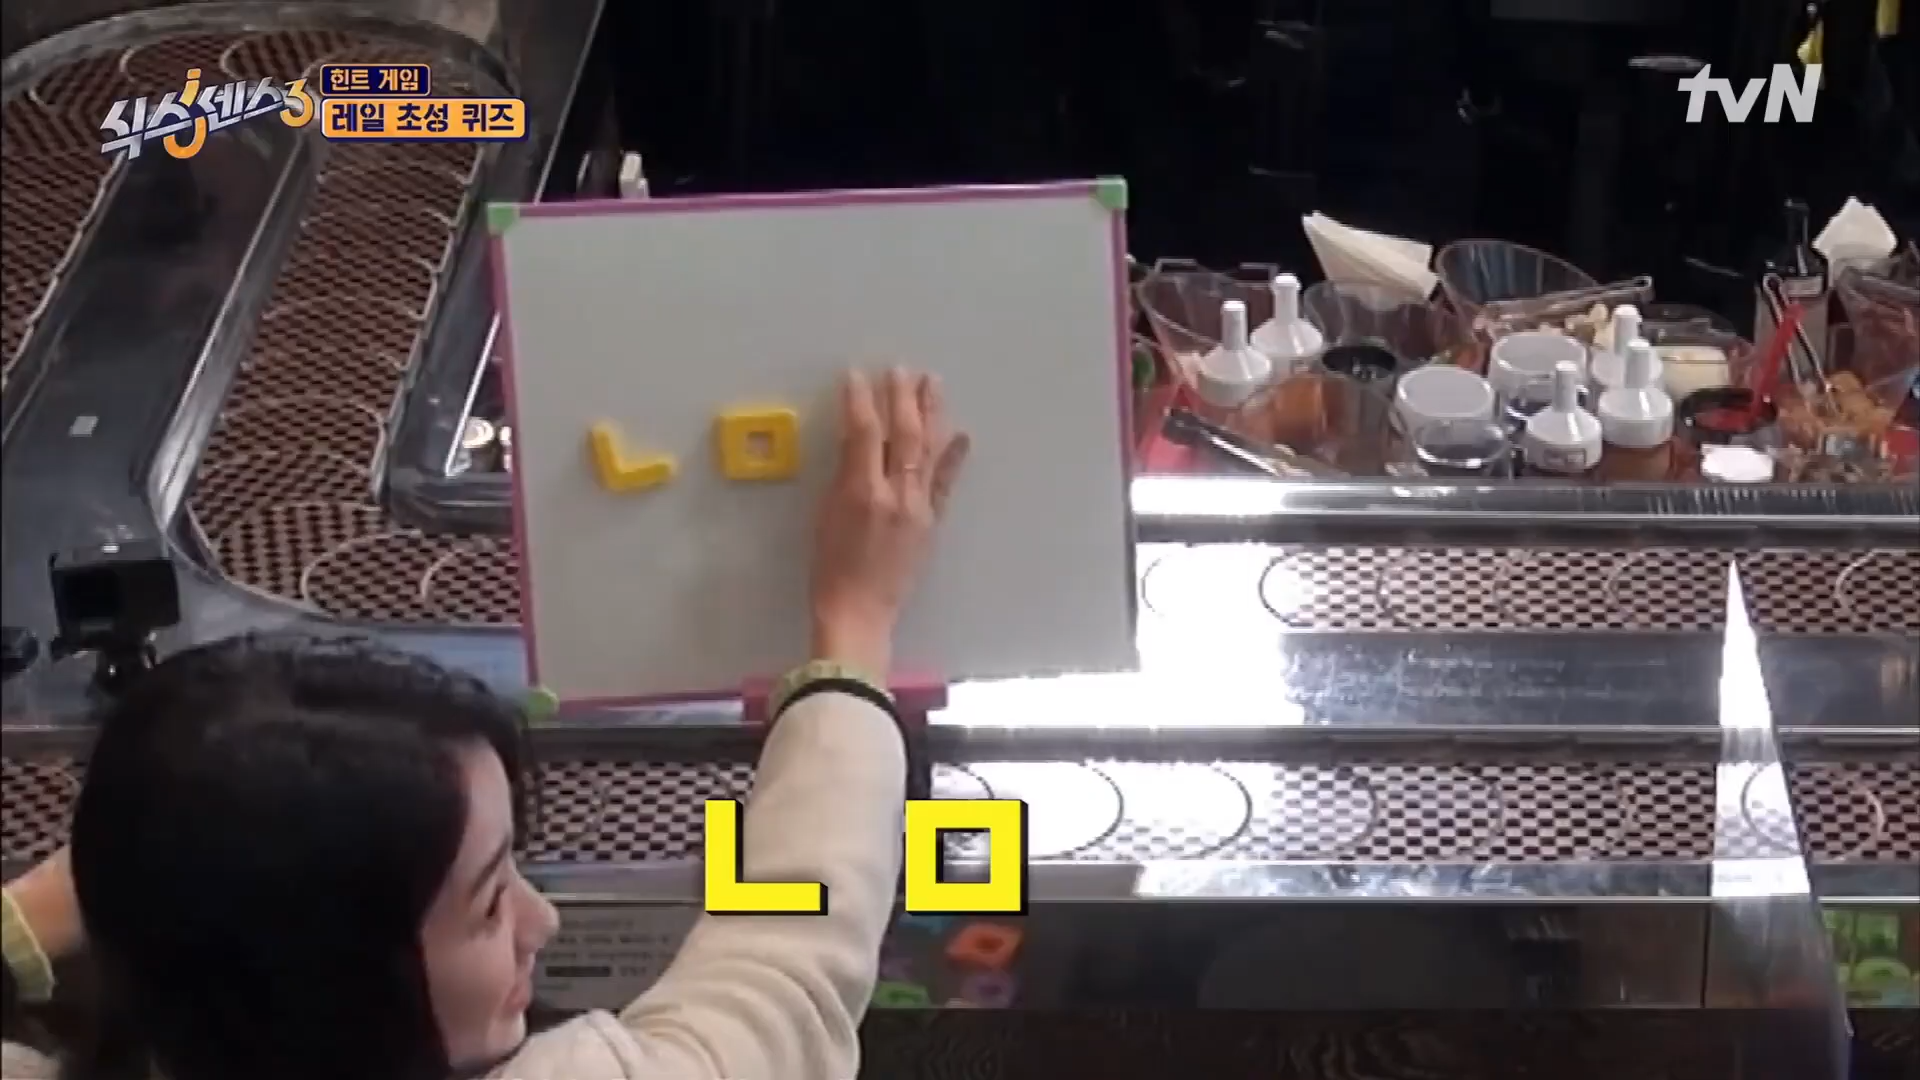 식스센스3
힌트 게임
레일 초성 퀴즈
tvN
ㄴ ㅁ
ㄴ ㅁ